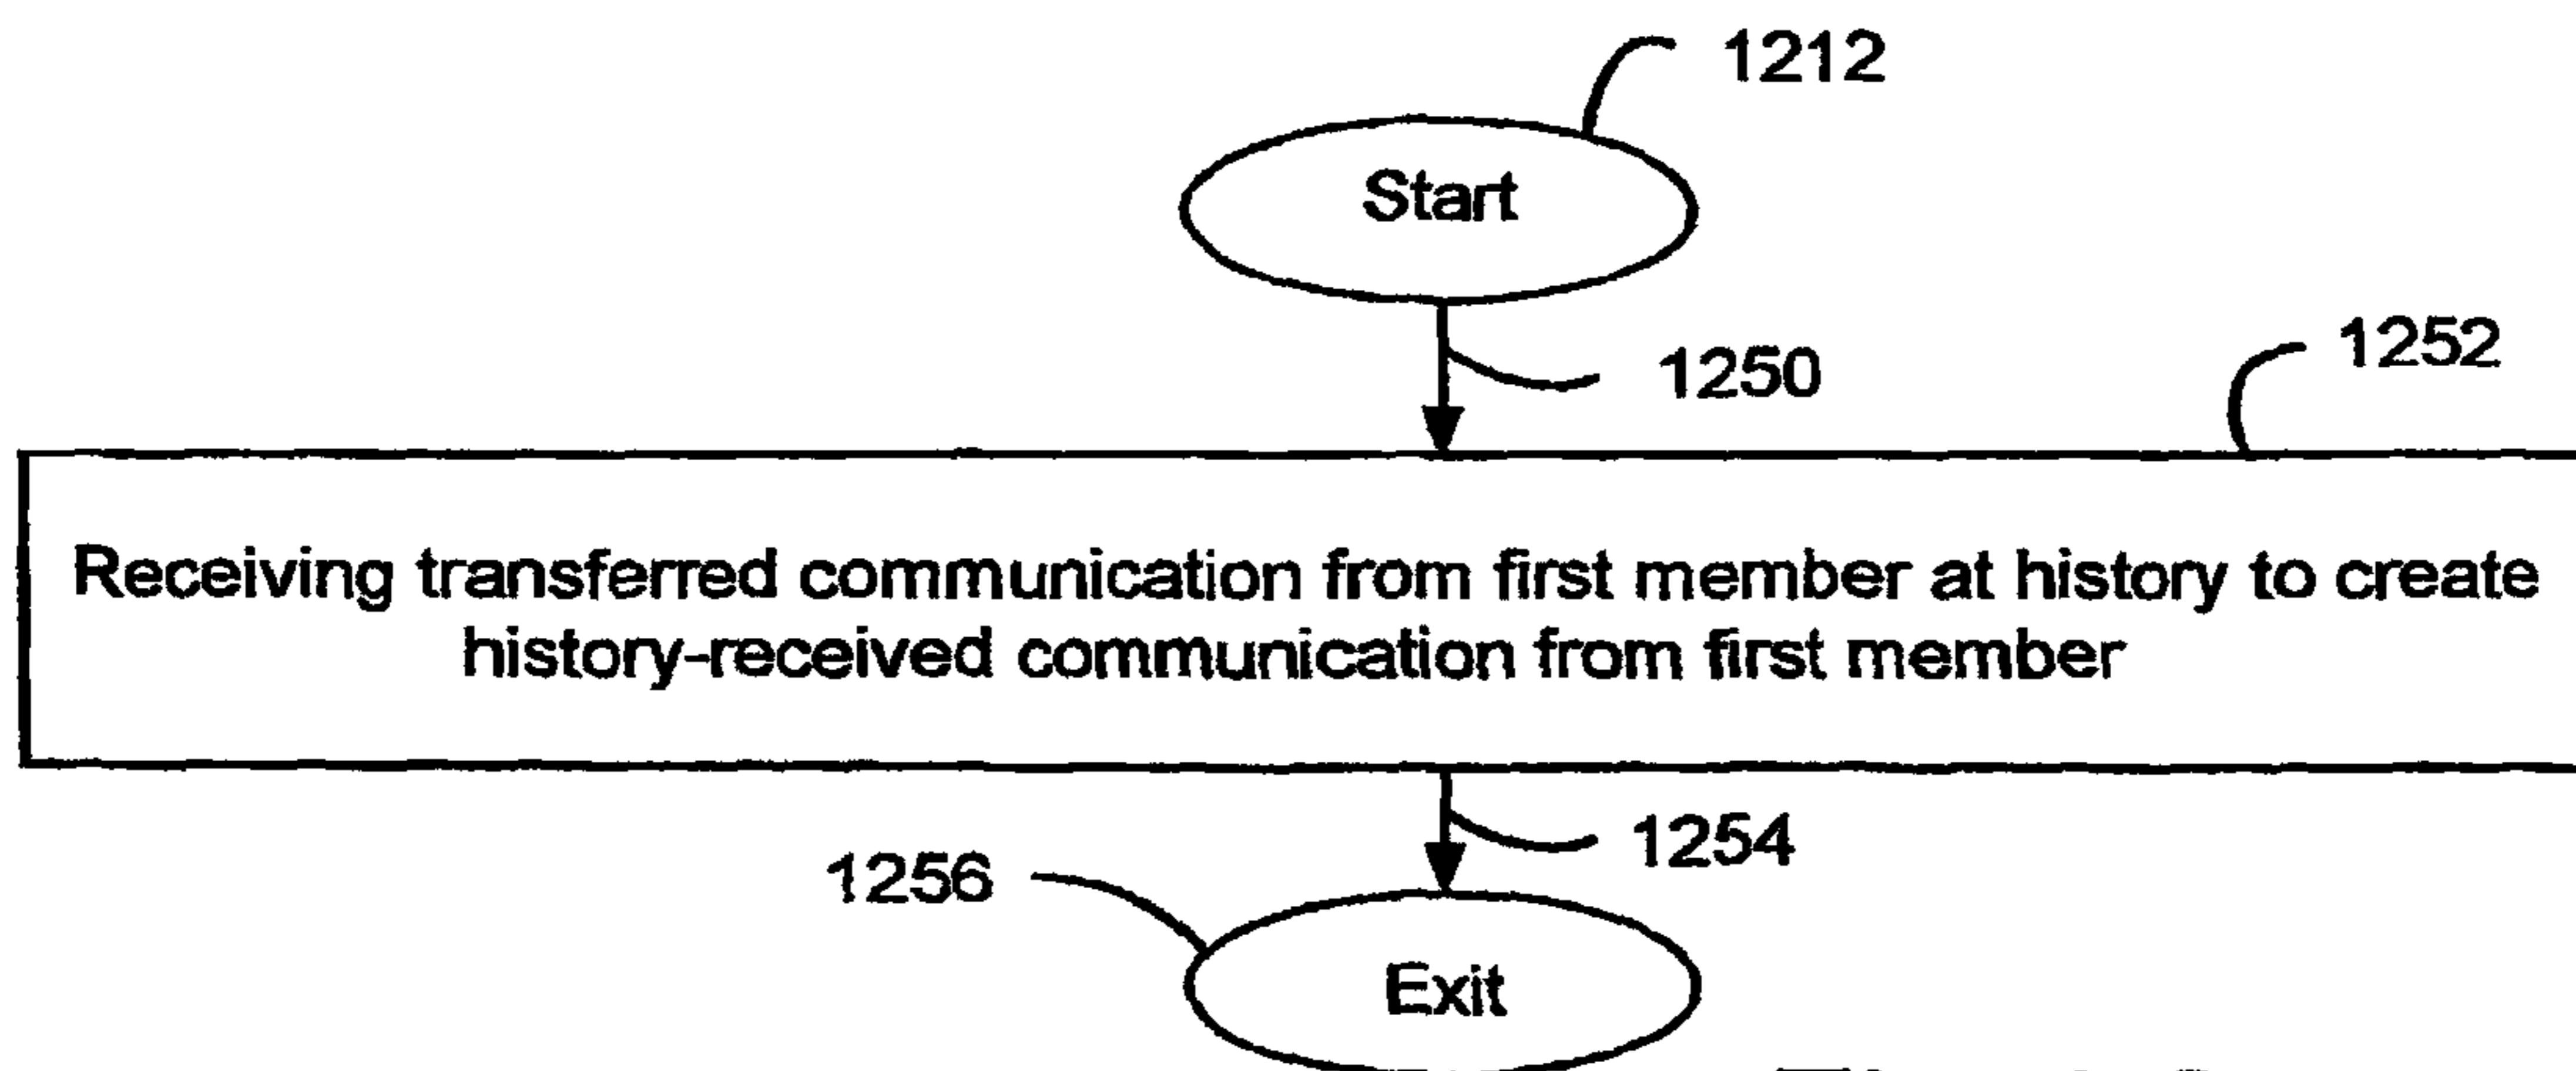 1212
Start
1250
1252
Receiving transferred communication from first member at history to create
history-received communication from first member
1254
1256
Exit